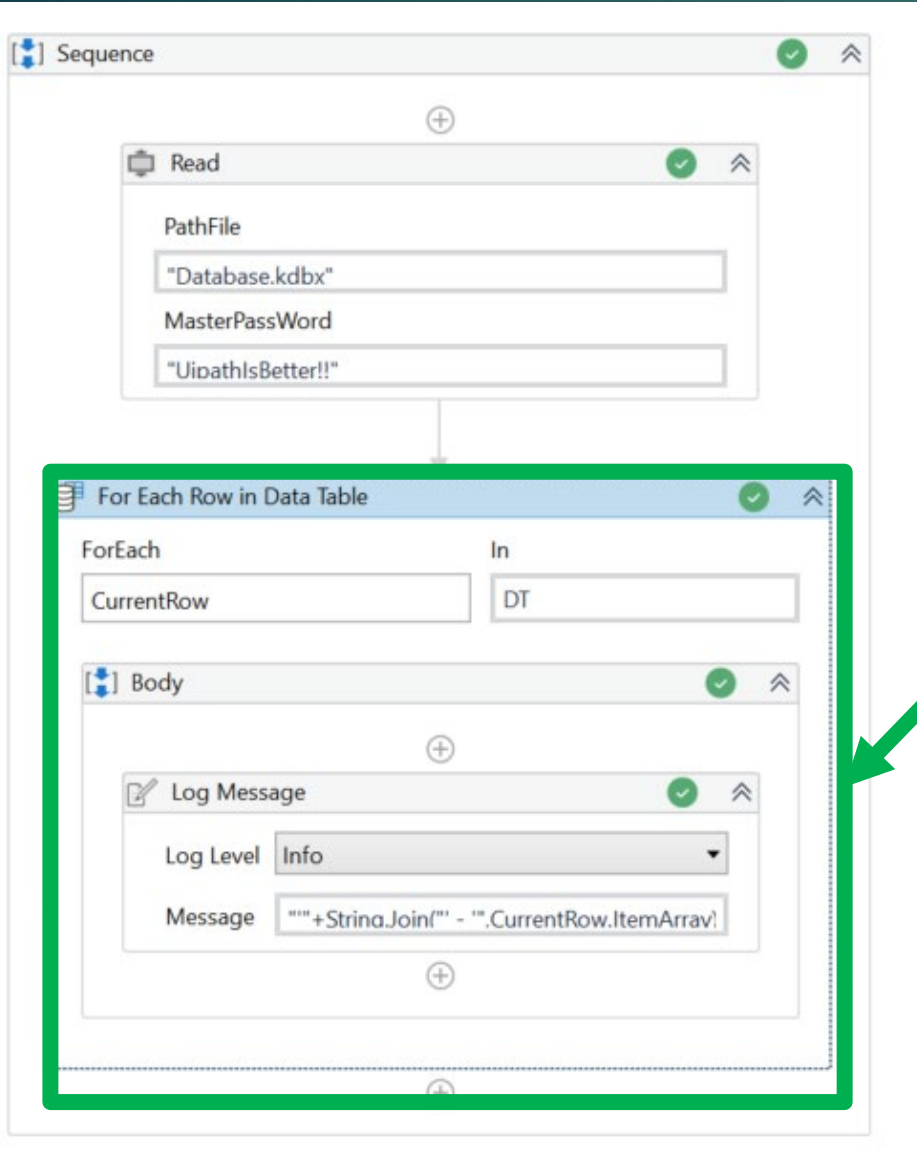 Sequence
Read
PathFile
"Database.kdbx"
MasterPassWord
"UipathIsBetter!!"
For Each Row in Data Table
ForEach In
CurrentRow DT
Body
Log Message
Log Level Info
Message "'"+String.Join("' - '",CurrentRow.ItemArray)